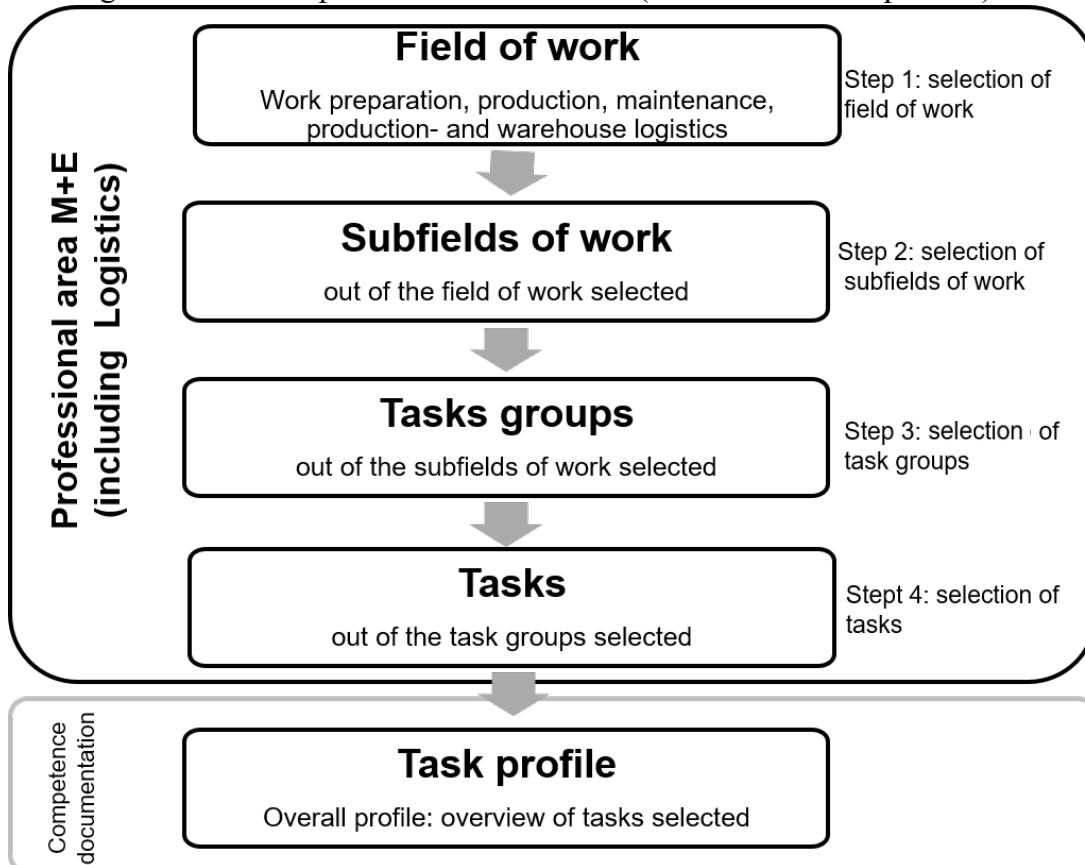 Field of work
Work preparation, production, maintenance,
production- and warehouse logistics
Step 1: selection of
field of work
Professional area M+E
(including Logistics)
Subfields of work
out of the field of work selected
Step 2: selection of
subfields of work
Tasks groups
out of the subfields of work selected
Step 3: selection of
task groups
Tasks
out of the task groups selected
Stept 4: selection of
tasks
Competence
documentation
Task profile
Overall profile: overview of tasks selected